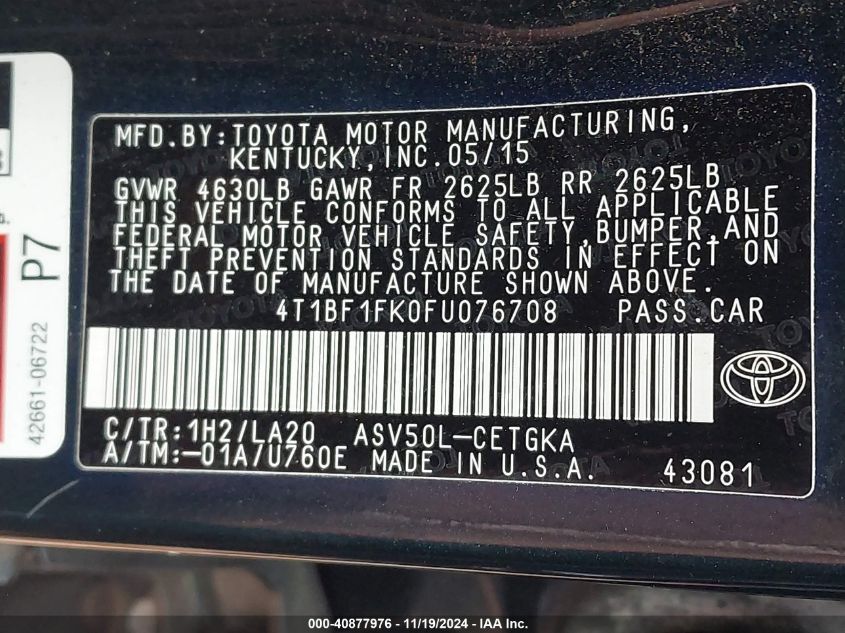 MFD.BY:TOYOTA MOTOR MANUFACTURING,
KENTUCKY,INC.05/15
GVWR 4630LB GAWR FR 2625LB RR 2625LB
THIS VEHICLE CONFORMS TO ALL APPLICABLE
FEDERAL MOTOR VEHICLE SAFETY,BUMPER,AND
THEFT PREVENTION STANDARDS IN EFFECT ON
THE DATE OF MANUFACTURE SHOWN ABOVE.
4T1BF1FK0FU076708 PASS.CAR
C/TR:1H2/LA20 ASV50L-CETGKA
A/TM:-01A/U760E MADE IN U.S.A. 43081
P7
42661-06722
000-40877976 - 11/19/2024 - IAAI Inc.